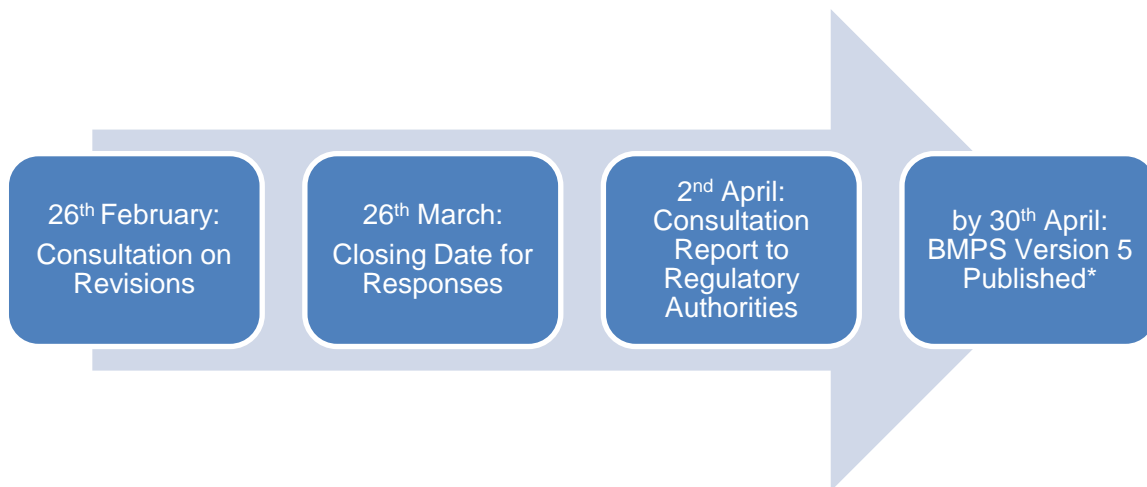 26th February:
Consultation on
Revisions
26th March:
Closing Date for
Responses
2nd April:
Consultation
Report to
Regulatory
Authorities
by 30th April:
BMPS Version 5
Published*